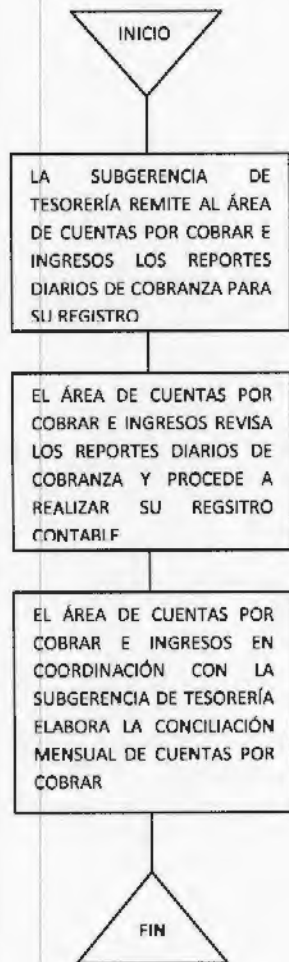 INICIO
LA SUBGERENCIA DE
TESORERÍA REMITE AL ÁREA
DE CUENTAS POR COBRAR E
INGRESOS LOS REPORTES
DIARIOS DE COBRANZA PARA
SU REGISTRO
EL ÁREA DE CUENTAS POR
COBRAR E INGRESOS REVISA
LOS REPORTES DIARIOS DE
COBRANZA Y PROCEDE A
REALIZAR SU REGSITRO
CONTABLE
EL ÁREA DE CUENTAS POR
COBRAR E INGRESOS EN
COORDINACIÓN CON LA
SUBGERENCIA DE TESORERÍA
ELABORA LA CONCILIACIÓN
MENSUAL DE CUENTAS POR
COBRAR
FIN